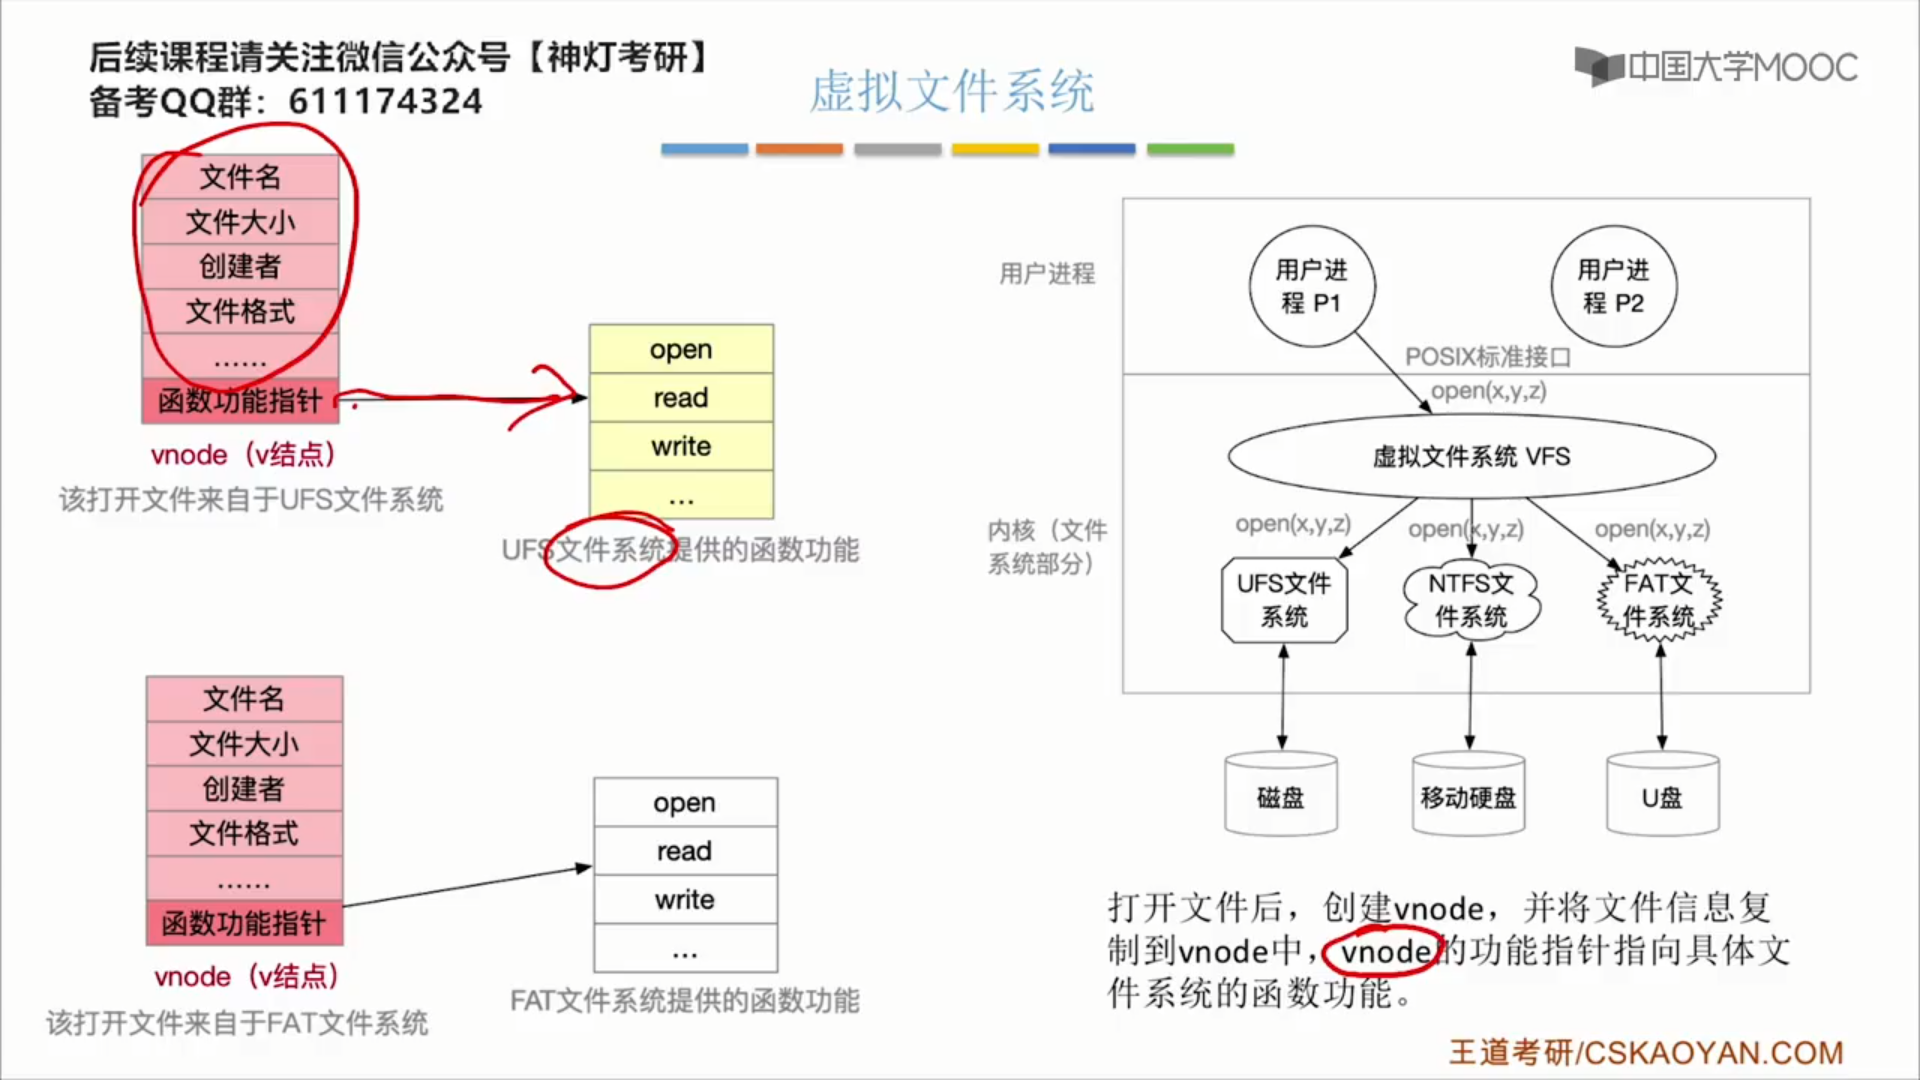 后续课程请关注微信公众号【神灯考研】
备考QQ群：611174324
虚拟文件系统
中国大学MOOC
文件名
文件大小
创建者
文件格式
……
函数功能指针
vnode（v结点）
该打开文件来自于UFS文件系统
open
read
write
...
UFS文件系统提供的函数功能
文件名
文件大小
创建者
文件格式
……
函数功能指针
vnode（v结点）
该打开文件来自于FAT文件系统
open
read
write
...
FAT文件系统提供的函数功能
用户进程
用户进
程 P1
用户进
程 P2
POSIX标准接口
open(x,y,z)
虚拟文件系统 VFS
内核（文件
系统部分）
open(x,y,z)
open(x,y,z)
open(x,y,z)
UFS文件
系统
NTFS文
件系统
FAT文
件系统
磁盘
移动硬盘
U盘
打开文件后，创建vnode，并将文件信息复
制到vnode中，vnode的功能指针指向具体文
件系统的函数功能。
王道考研/CSKAOYAN.COM